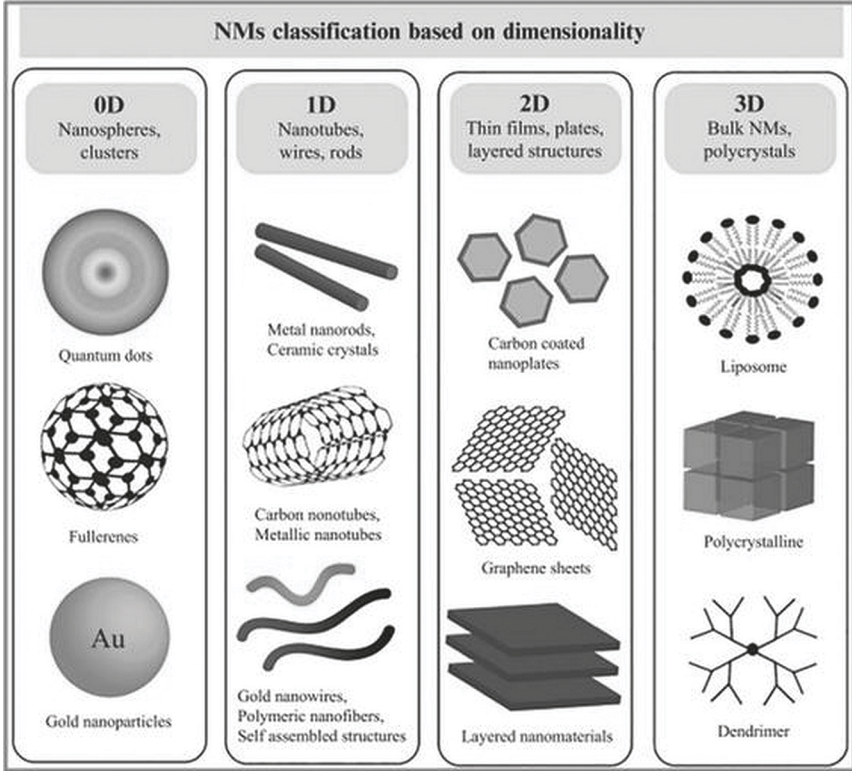 NMs classification based on dimensionality
0D
Nanospheres,
clusters
Quantum dots
Fullerenes
Au
Gold nanoparticles
1D
Nanotubes,
wires, rods
Metal nanorods,
Ceramic crystals
Carbon nonotubes,
Metallic nanotubes
Gold nanowires,
Polymeric nanofibers,
Self assembled structures
2D
Thin films, plates,
layered structures
Carbon coated
nanoplates
Graphene sheets
Layered nanomaterials
3D
Bulk NMs,
polycrystals
Liposome
Polycrystalline
Dendrimer